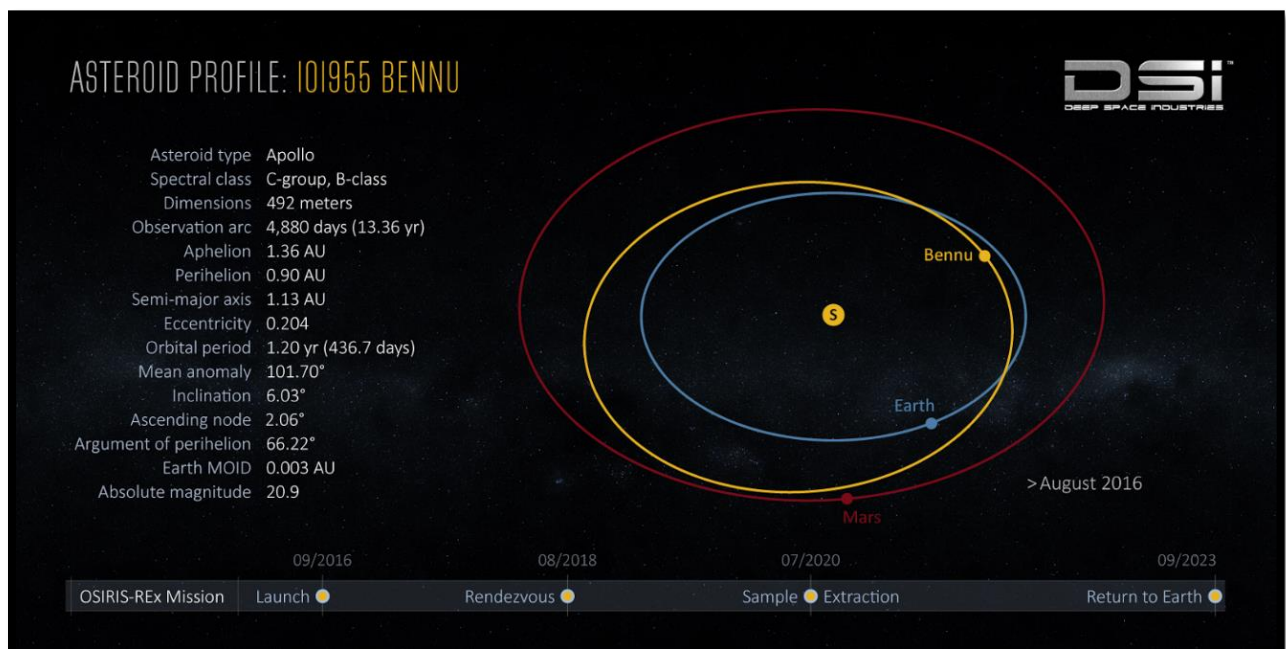 ASTEROID PROFILE: 101955 BENNU
DSI ™
DEEP SPACE INDUSTRIES
Asteroid type Apollo
Spectral class C-group, B-class
Dimensions 492 meters
Observation arc 4,880 days (13.36 yr)
Aphelion 1.36 AU
Perihelion 0.90 AU
Semi-major axis 1.13 AU
Eccentricity 0.204
Orbital period 1.20 yr (436.7 days)
Mean anomaly 101.70°
Inclination 6.03°
Ascending node 2.06°
Argument of perihelion 66.22°
Earth MOID 0.003 AU
Absolute magnitude 20.9
Bennu
S
Earth
>August 2016
Mars
09/2016 08/2018 07/2020 09/2023
OSIRIS-REx Mission Launch Rendezvous Sample Extraction Return to Earth